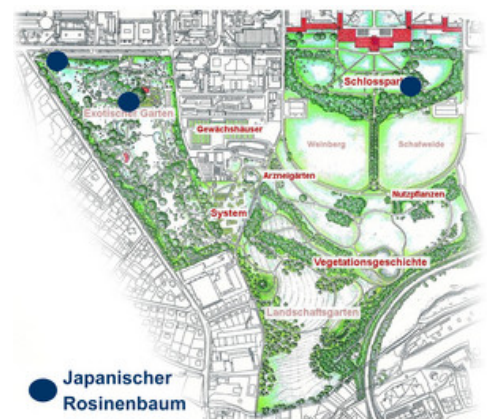 Schlosspark
Exotischer Garten
Gewächshäuser
Weinberg
Schafweide
Arzneigärten
Nutzpflanzen
System
Vegetationsgeschichte
Landschaftsgarten
Japanischer
Rosinenbaum